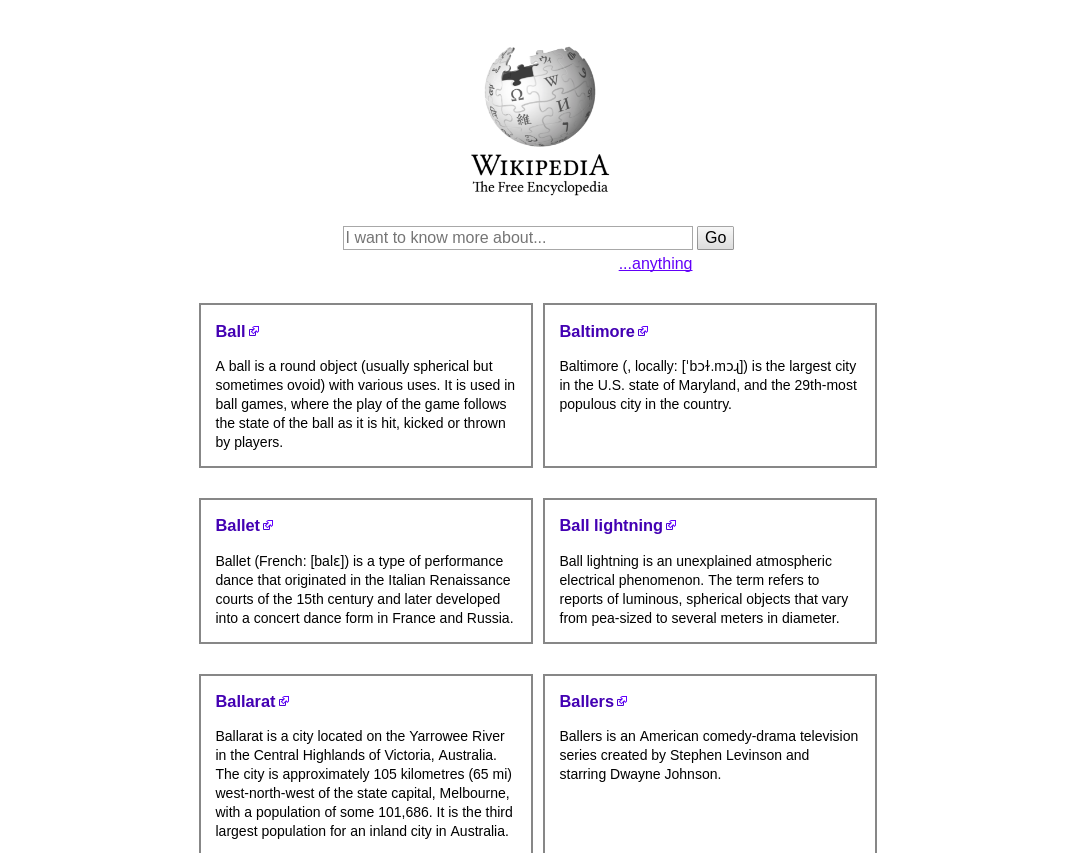 Ω
W
И
維
WIKIPEDIA
The Free Encyclopedia
I want to know more about...
Go
...anything
Ball
A ball is a round object (usually spherical but
sometimes ovoid) with various uses. It is used in
ball games, where the play of the game follows
the state of the ball as it is hit, kicked or thrown
by players.
Baltimore
Baltimore (, locally: [ˈbɔɫ.mɔɻ]) is the largest city
in the U.S. state of Maryland, and the 29th-most
populous city in the country.
Ballet
Ballet (French: [balɛ]) is a type of performance
dance that originated in the Italian Renaissance
courts of the 15th century and later developed
into a concert dance form in France and Russia.
Ball lightning
Ball lightning is an unexplained atmospheric
electrical phenomenon. The term refers to
reports of luminous, spherical objects that vary
from pea-sized to several meters in diameter.
Ballarat
Ballarat is a city located on the Yarrowee River
in the Central Highlands of Victoria, Australia.
The city is approximately 105 kilometres (65 mi)
west-north-west of the state capital, Melbourne,
with a population of some 101,686. It is the third
largest population for an inland city in Australia.
Ballers
Ballers is an American comedy-drama television
series created by Stephen Levinson and
starring Dwayne Johnson.